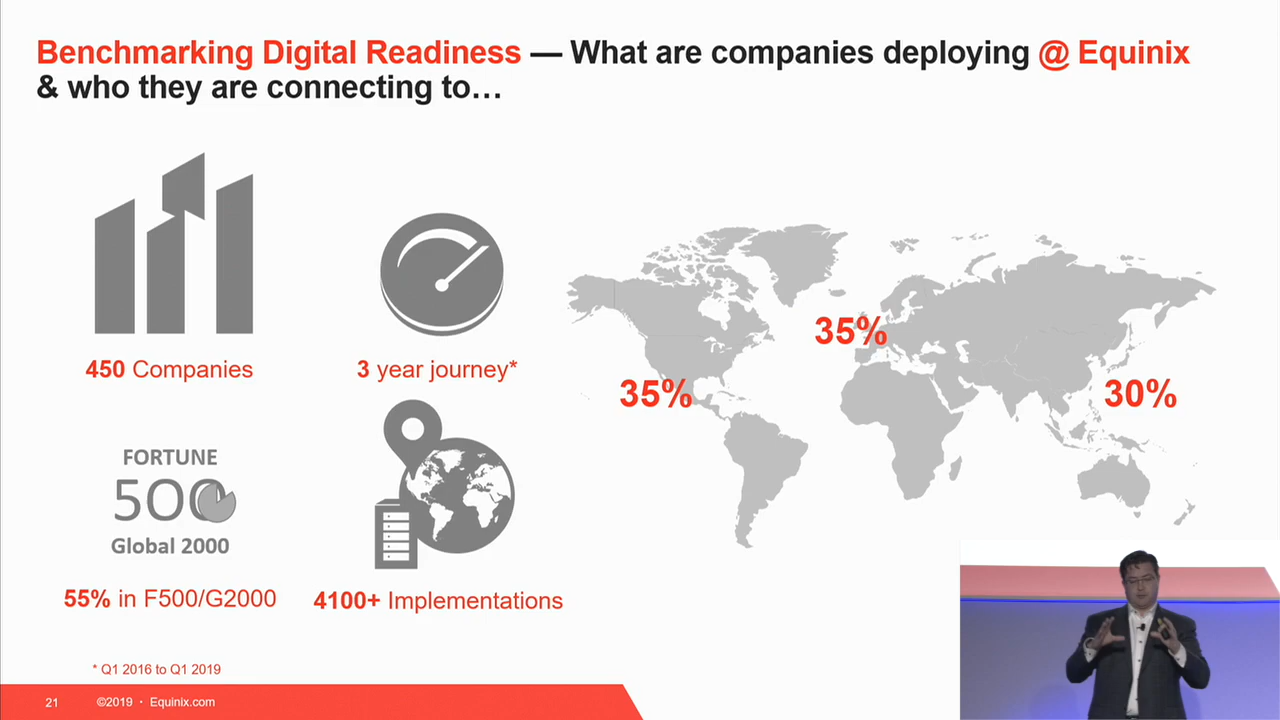 Benchmarking Digital Readiness — What are companies deploying @ Equinix
& who they are connecting to…
450 Companies
3 year journey*
FORTUNE
500
Global 2000
55% in F500/G2000
4100+ Implementations
35%
35%
30%
* Q1 2016 to Q1 2019
21
©2019 · Equinix.com